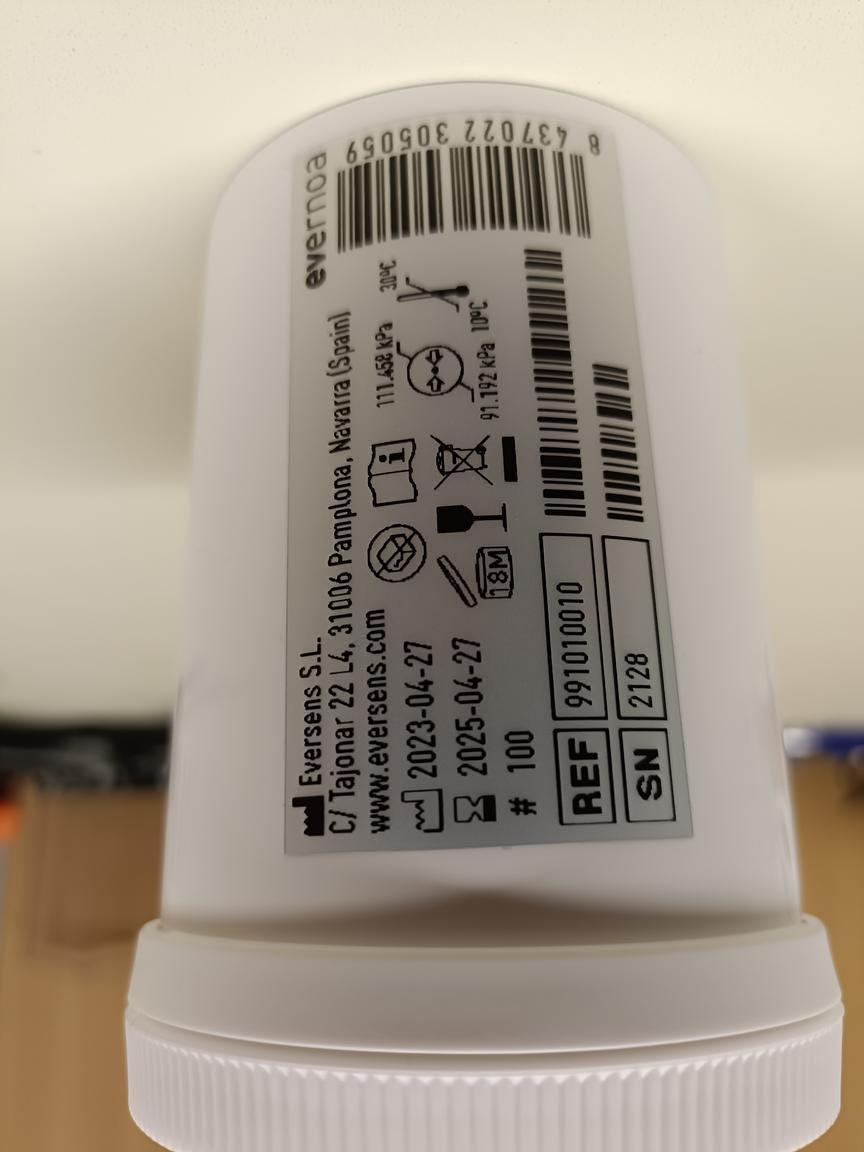 Eversens S.L.
C/ Tajonar 22 L4, 31006 Pamplona, Navarra (Spain)
www.eversens.com
evernoa
2023-04-27
2025-04-27
# 100
18M
111.458 kPa
91.192 kPa
30ºC
10ºC
REF 991010010
SN 2128
8 437022 305059